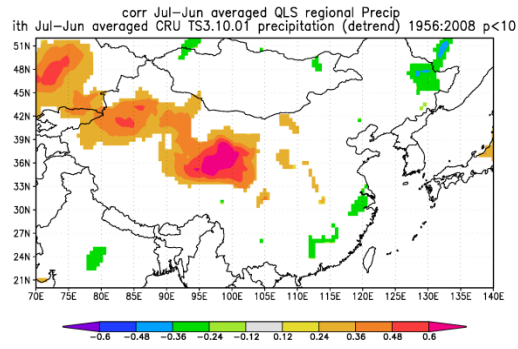 corr Jul-Jun averaged QLS regional Precip
ith Jul-Jun averaged CRU TS3.10.01 precipitation (detrend) 1956:2008 p<10
51N
48N
45N
42N
39N
36N
33N
30N
27N
24N
21N
70E 75E 80E 85E 90E 95E 100E 105E 110E 115E 120E 125E 130E 135E 140E
-0.6 -0.48 -0.36 -0.24 -0.12 0.12 0.24 0.36 0.48 0.6